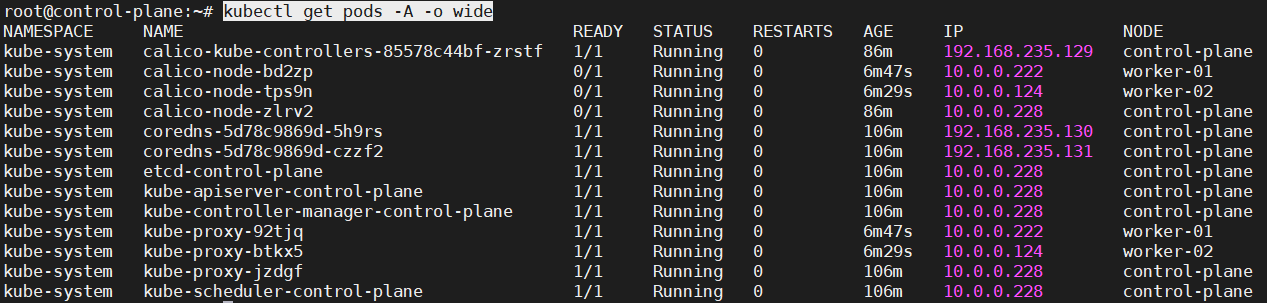 root@control-plane:~# kubectl get pods -A -o wide
NAMESPACE     NAME                                       READY   STATUS    RESTARTS   AGE     IP                NODE
kube-system   calico-kube-controllers-85578c44bf-zrstf   1/1     Running   0          86m     192.168.235.129   control-plane
kube-system   calico-node-bd2zp                          0/1     Running   0          6m47s   10.0.0.222        worker-01
kube-system   calico-node-tps9n                          0/1     Running   0          6m29s   10.0.0.124        worker-02
kube-system   calico-node-zlrv2                          0/1     Running   0          86m     10.0.0.228        control-plane
kube-system   coredns-5d78c9869d-5h9rs                   1/1     Running   0          106m    192.168.235.130   control-plane
kube-system   coredns-5d78c9869d-czzf2                   1/1     Running   0          106m    192.168.235.131   control-plane
kube-system   etcd-control-plane                         1/1     Running   0          106m    10.0.0.228        control-plane
kube-system   kube-apiserver-control-plane               1/1     Running   0          106m    10.0.0.228        control-plane
kube-system   kube-controller-manager-control-plane      1/1     Running   0          106m    10.0.0.228        control-plane
kube-system   kube-proxy-92tjq                           1/1     Running   0          6m47s   10.0.0.222        worker-01
kube-system   kube-proxy-btkx5                           1/1     Running   0          6m29s   10.0.0.124        worker-02
kube-system   kube-proxy-jzdgf                           1/1     Running   0          106m    10.0.0.228        control-plane
kube-system   kube-scheduler-control-plane               1/1     Running   0          106m    10.0.0.228        control-plane